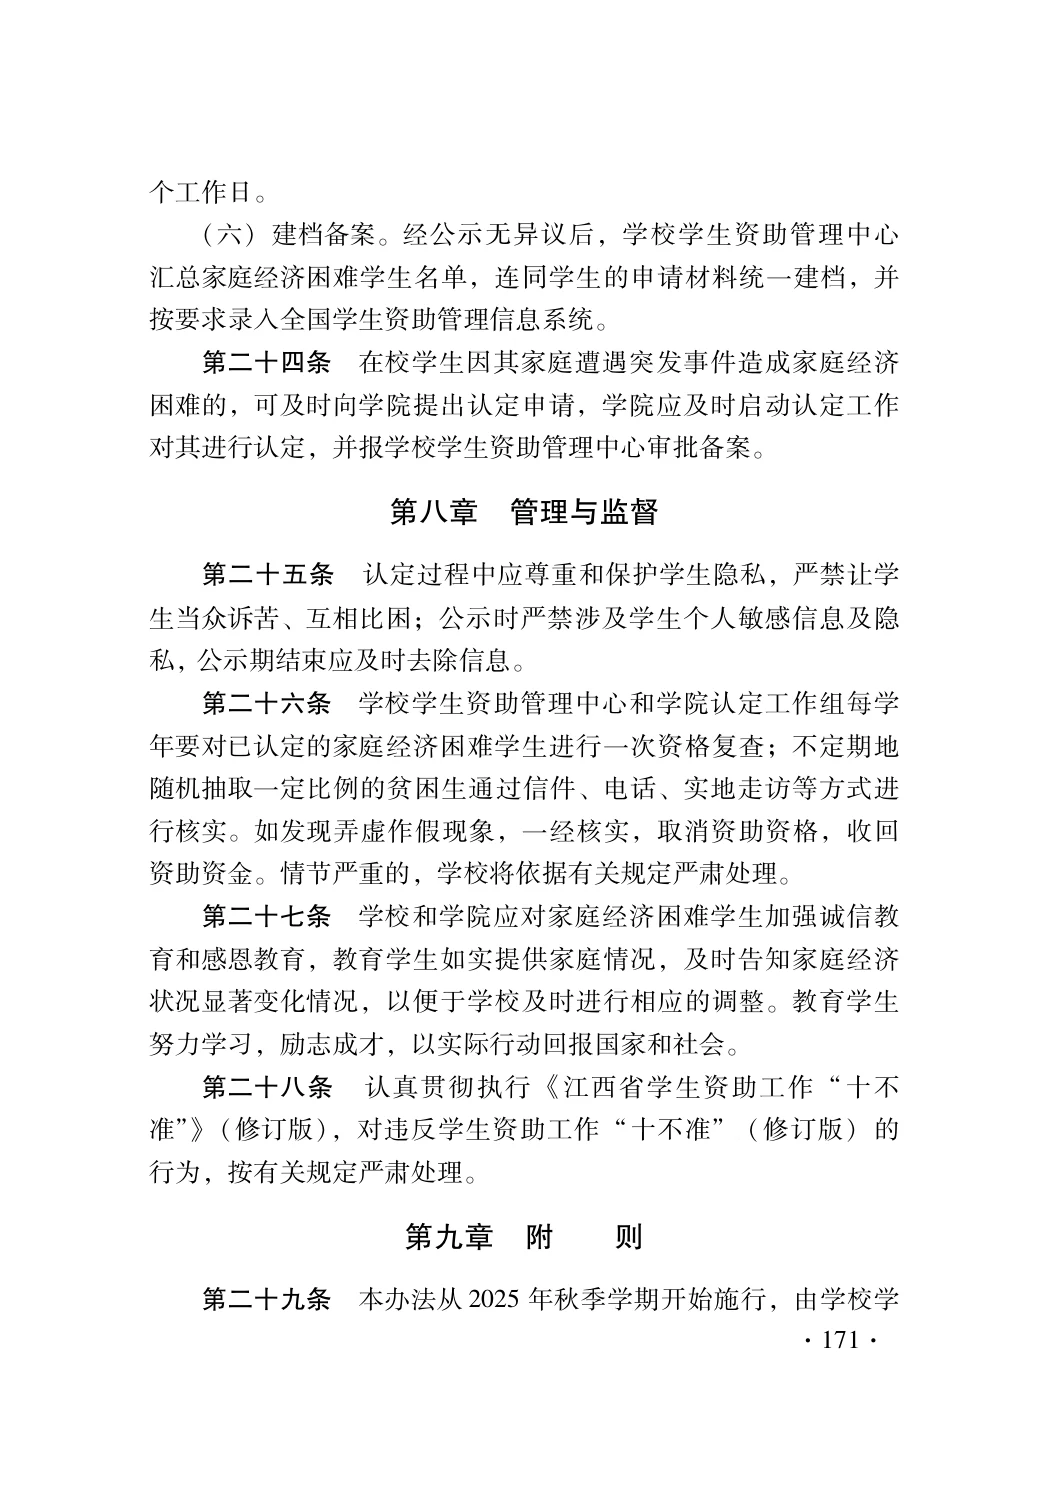 个工作日。
（六）建档备案。经公示无异议后，学校学生资助管理中心
汇总家庭经济困难学生名单，连同学生的申请材料统一建档，并
按要求录入全国学生资助管理信息系统。
第二十四条　在校学生因其家庭遭遇突发事件造成家庭经济
困难的，可及时向学院提出认定申请，学院应及时启动认定工作
对其进行认定，并报学校学生资助管理中心审批备案。
第八章　管理与监督
第二十五条　认定过程中应尊重和保护学生隐私，严禁让学
生当众诉苦、互相比困；公示时严禁涉及学生个人敏感信息及隐
私，公示期结束应及时去除信息。
第二十六条　学校学生资助管理中心和学院认定工作组每学
年要对已认定的家庭经济困难学生进行一次资格复查；不定期地
随机抽取一定比例的贫困生通过信件、电话、实地走访等方式进
行核实。如发现弄虚作假现象，一经核实，取消资助资格，收回
资助资金。情节严重的，学校将依据有关规定严肃处理。
第二十七条　学校和学院应对家庭经济困难学生加强诚信教
育和感恩教育，教育学生如实提供家庭情况，及时告知家庭经济
状况显著变化情况，以便于学校及时进行相应的调整。教育学生
努力学习，励志成才，以实际行动回报国家和社会。
第二十八条　认真贯彻执行《江西省学生资助工作“十不
准”》（修订版），对违反学生资助工作“十不准”（修订版）的
行为，按有关规定严肃处理。
第九章　附　　则
第二十九条　本办法从 2025 年秋季学期开始施行，由学校学
· 171 ·